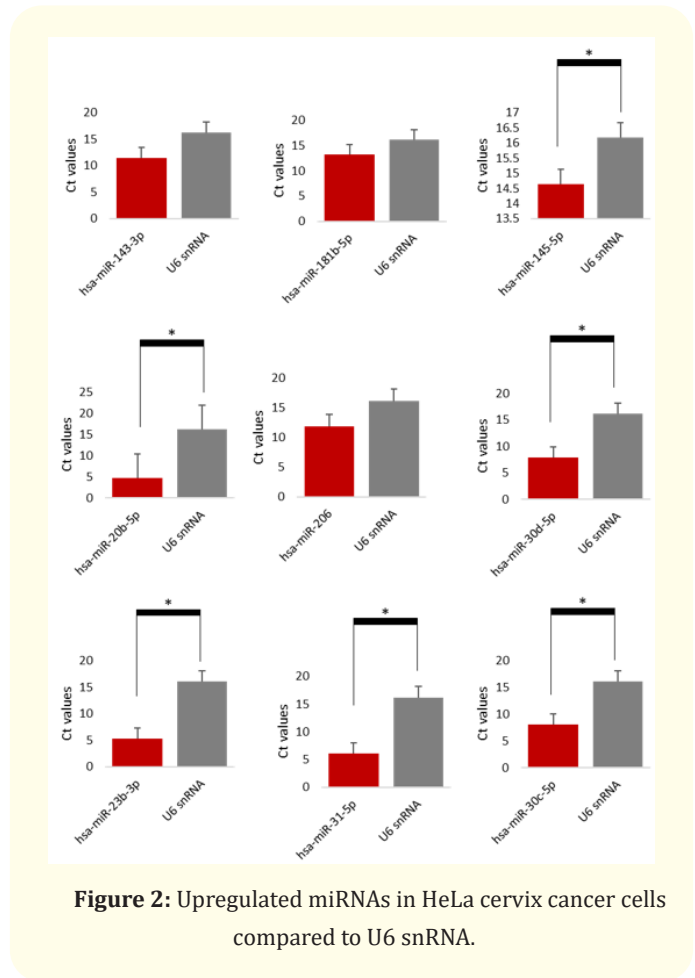 20
15
10
5
0
Ct values
hsa-miR-143-3p
U6 snRNA
20
15
10
5
0
Ct values
hsa-miR-181b-5p
U6 snRNA
*
17
16.5
16
15.5
15
14.5
14
13.5
Ct values
hsa-miR-145-5p
U6 snRNA
*
25
20
15
10
5
0
Ct values
hsa-miR-20b-5p
U6 snRNA
20
15
10
5
0
Ct values
hsa-miR-206
U6 snRNA
*
20
15
10
5
0
Ct values
hsa-miR-30d-5p
U6 snRNA
*
20
15
10
5
0
Ct values
hsa-miR-23b-3p
U6 snRNA
*
20
15
10
5
0
Ct values
hsa-miR-31-5p
U6 snRNA
*
20
15
10
5
0
Ct values
hsa-miR-30c-5p
U6 snRNA
Figure 2: Upregulated miRNAs in HeLa cervix cancer cells
compared to U6 snRNA.